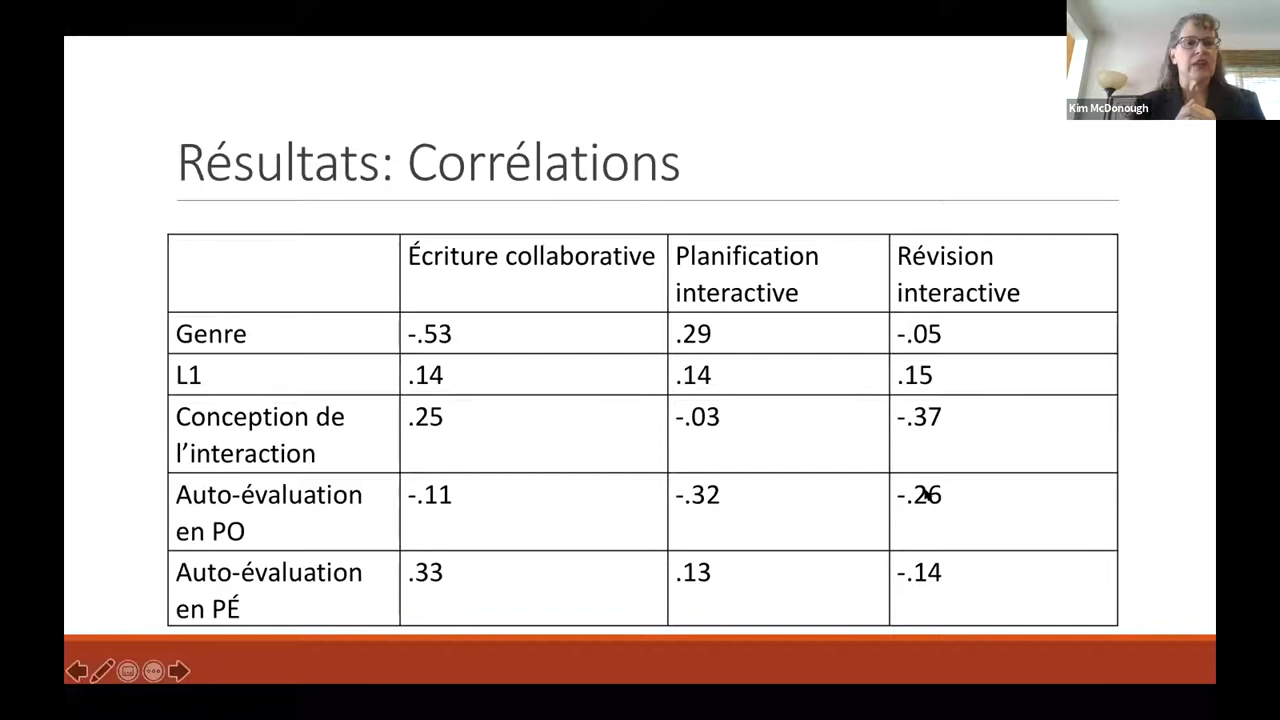 Kim McDonough
Résultats: Corrélations
Écriture collaborative
Planification
interactive
Révision
interactive
Genre
-.53
.29
-.05
L1
.14
.14
.15
Conception de
l’interaction
.25
-.03
-.37
Auto-évaluation
en PO
-.11
-.32
-.26
Auto-évaluation
en PÉ
.33
.13
-.14